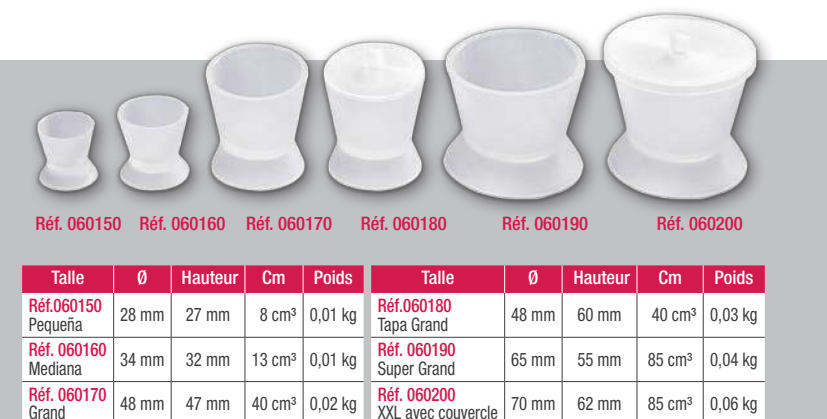 Réf. 060150 Réf. 060160 Réf. 060170 Réf. 060180 Réf. 060190 Réf. 060200
Talle Ø Hauteur Cm Poids
Réf.060150
Pequeña 28 mm 27 mm 8 cm³ 0,01 kg
Réf. 060160
Mediana 34 mm 32 mm 13 cm³ 0,01 kg
Réf. 060170
Grand 48 mm 47 mm 40 cm³ 0,02 kg
Talle Ø Hauteur Cm Poids
Réf.060180
Tapa Grand 48 mm 60 mm 40 cm³ 0,03 kg
Réf. 060190
Super Grand 65 mm 55 mm 85 cm³ 0,04 kg
Réf. 060200
XXL avec couvercle 70 mm 62 mm 85 cm³ 0,06 kg